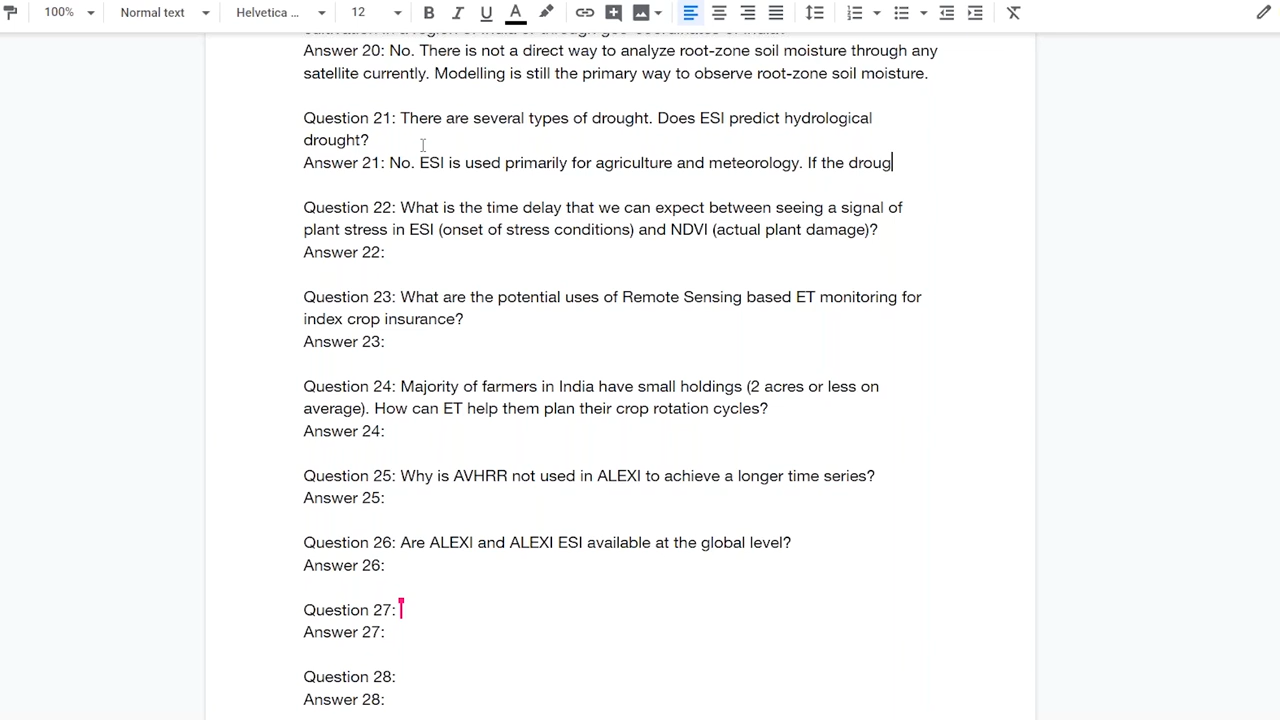 100%
Normal text
Helvetica ...
12
B
I
U
A
Answer 20: No. There is not a direct way to analyze root-zone soil moisture through any
satellite currently. Modelling is still the primary way to observe root-zone soil moisture.
Question 21: There are several types of drought. Does ESI predict hydrological
drought?
Answer 21: No. ESI is used primarily for agriculture and meteorology. If the droug
Question 22: What is the time delay that we can expect between seeing a signal of
plant stress in ESI (onset of stress conditions) and NDVI (actual plant damage)?
Answer 22:
Question 23: What are the potential uses of Remote Sensing based ET monitoring for
index crop insurance?
Answer 23:
Question 24: Majority of farmers in India have small holdings (2 acres or less on
average). How can ET help them plan their crop rotation cycles?
Answer 24:
Question 25: Why is AVHRR not used in ALEXI to achieve a longer time series?
Answer 25:
Question 26: Are ALEXI and ALEXI ESI available at the global level?
Answer 26:
Question 27:
Answer 27:
Question 28:
Answer 28: